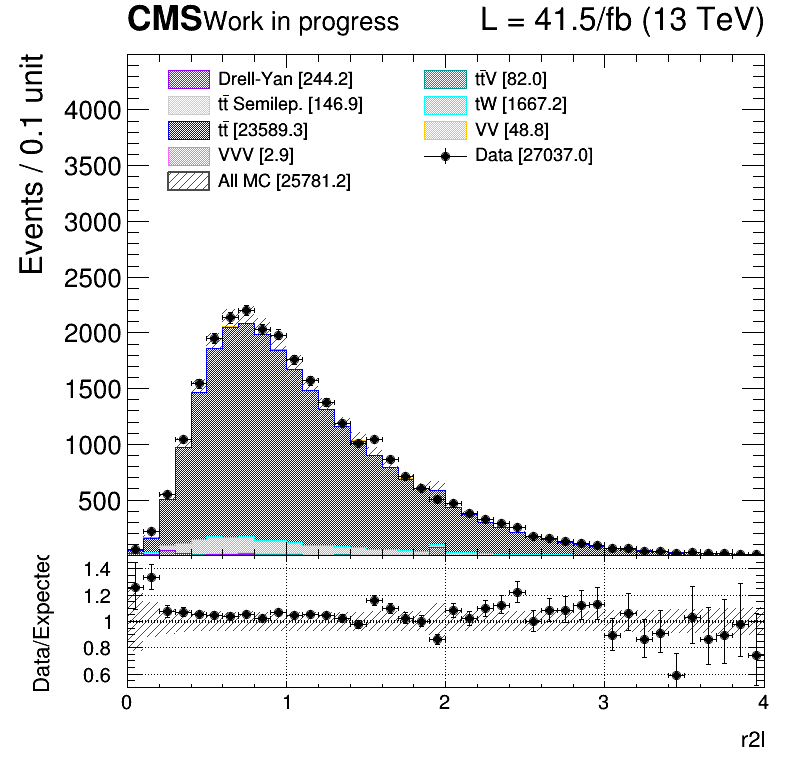 CMS Work in progress L = 41.5/fb (13 TeV)
Events / 0.1 unit
4000
3500
3000
2500
2000
1500
1000
500
Drell-Yan [244.2]
tt̄ Semilep. [146.9]
tt̄ [23589.3]
VVV [2.9]
All MC [25781.2]
tt̄V [82.0]
tW [1667.2]
VV [48.8]
Data [27037.0]
Data/Expected
1.4
1.2
1
0.8
0.6
0 1 2 3 4
r2l